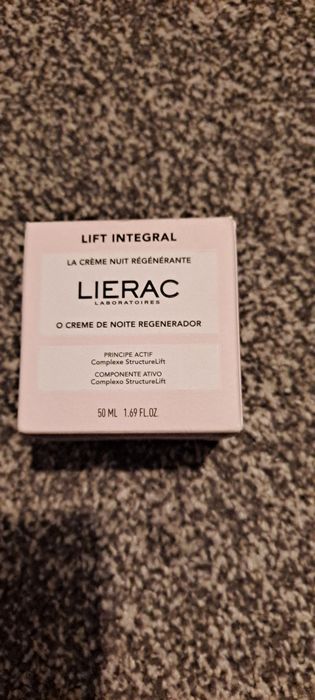 LIFT INTEGRAL
LA CRÈME NUIT RÉGÉNÉRANTE
LIERAC
LABORATOIRES
O CREME DE NOITE REGENERADOR
PRINCIPE ACTIF
Complexe StructureLift
COMPONENTE ATIVO
Complexo StructureLift
50 ML 1.69 FL.OZ.